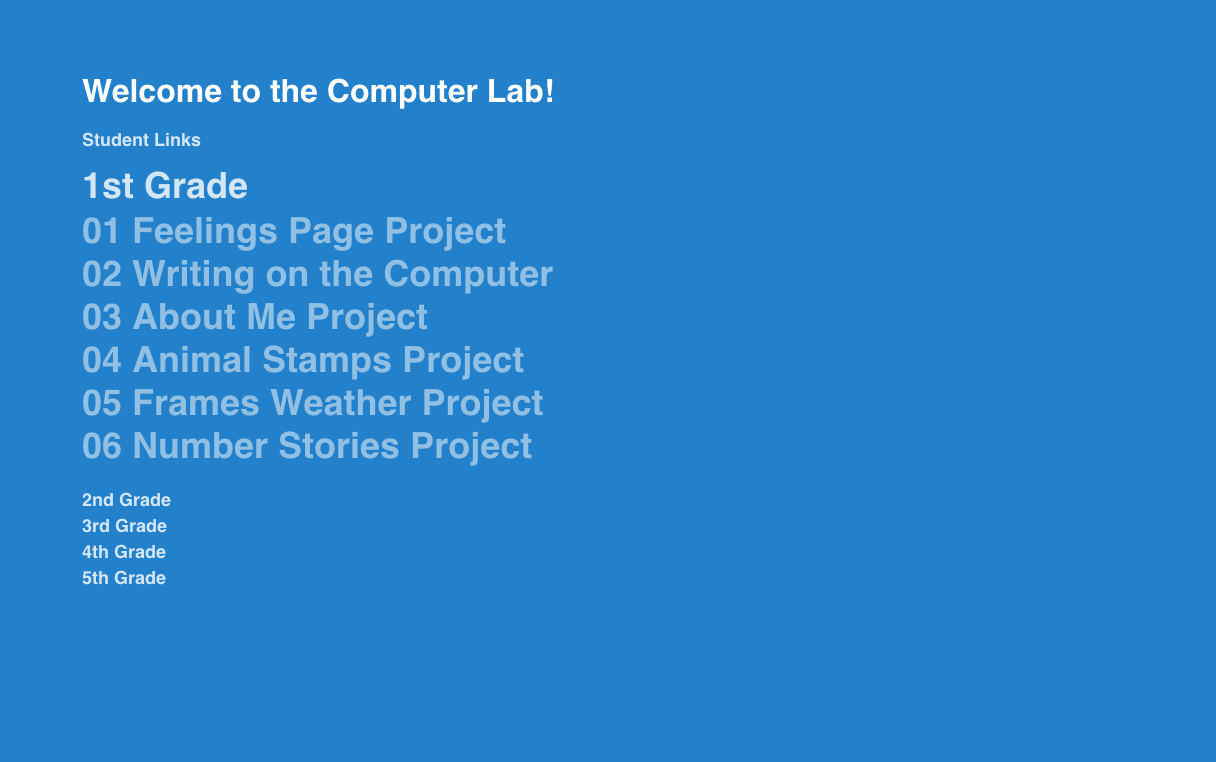 Welcome to the Computer Lab!
Student Links
1st Grade
01 Feelings Page Project
02 Writing on the Computer
03 About Me Project
04 Animal Stamps Project
05 Frames Weather Project
06 Number Stories Project
2nd Grade
3rd Grade
4th Grade
5th Grade